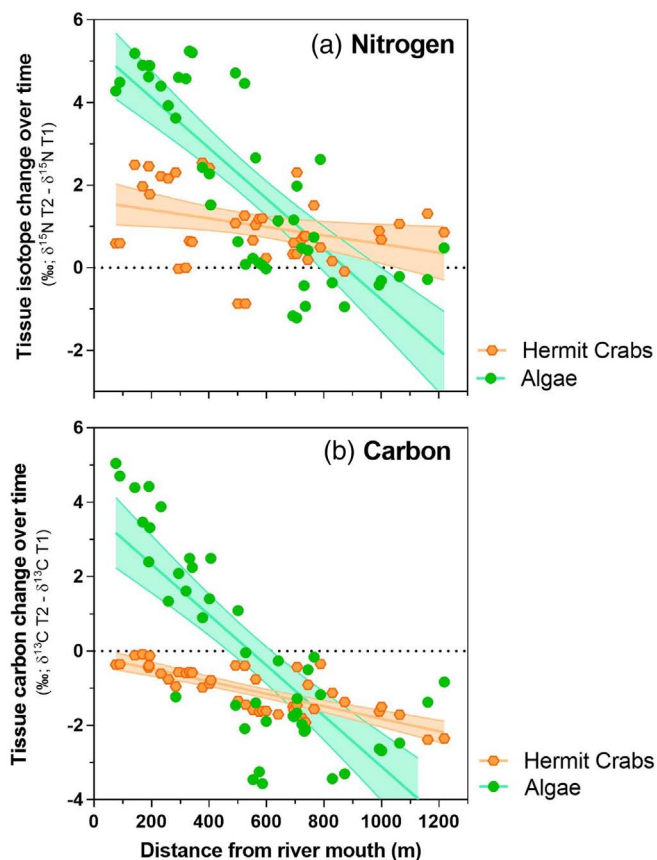 (a) Nitrogen
6
4
2
0
-2
Tissue isotope change over time
(‰; δ¹⁵N T2 - δ¹⁵N T1)
Hermit Crabs
Algae
(b) Carbon
6
4
2
0
-2
-4
Tissue carbon change over time
(‰; δ¹³C T2 - δ¹³C T1)
Hermit Crabs
Algae
0 200 400 600 800 1000 1200
Distance from river mouth (m)